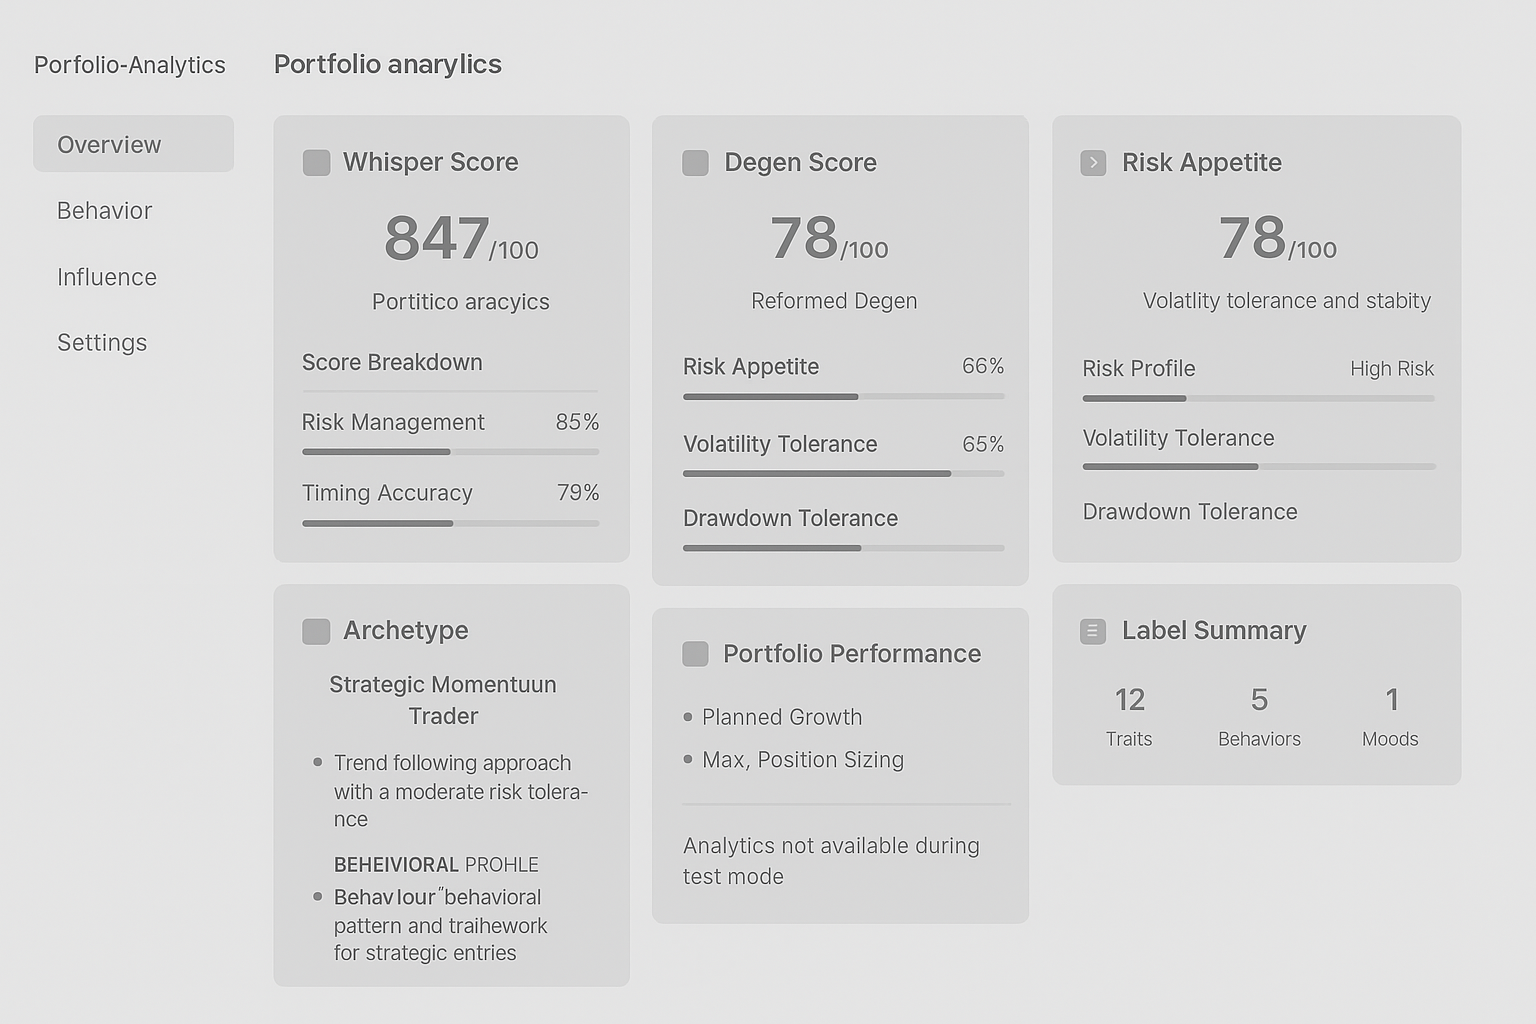 Porfolio-Analytics
Overview
Behavior
Influence
Settings
Portfolio anarylics
Whisper Score
847/100
Portitico aracyics
Score Breakdown
Risk Management 85%
Timing Accuracy 79%
Degen Score
78/100
Reformed Degen
Risk Appetite 66%
Volatility Tolerance 65%
Drawdown Tolerance
Risk Appetite
78/100
Volatlity tolerance and stabity
Risk Profile High Risk
Volatility Tolerance
Drawdown Tolerance
Archetype
Strategic Momentuun
Trader
• Trend following approach
with a moderate risk tolera-
nce
BEHEIVIORAL PROHLE
• Behavlour"behavioral
pattern and traihework
for strategic entries
Portfolio Performance
• Planned Growth
• Max, Position Sizing
Analytics not available during
test mode
Label Summary
12 5 1
Traits Behaviors Moods